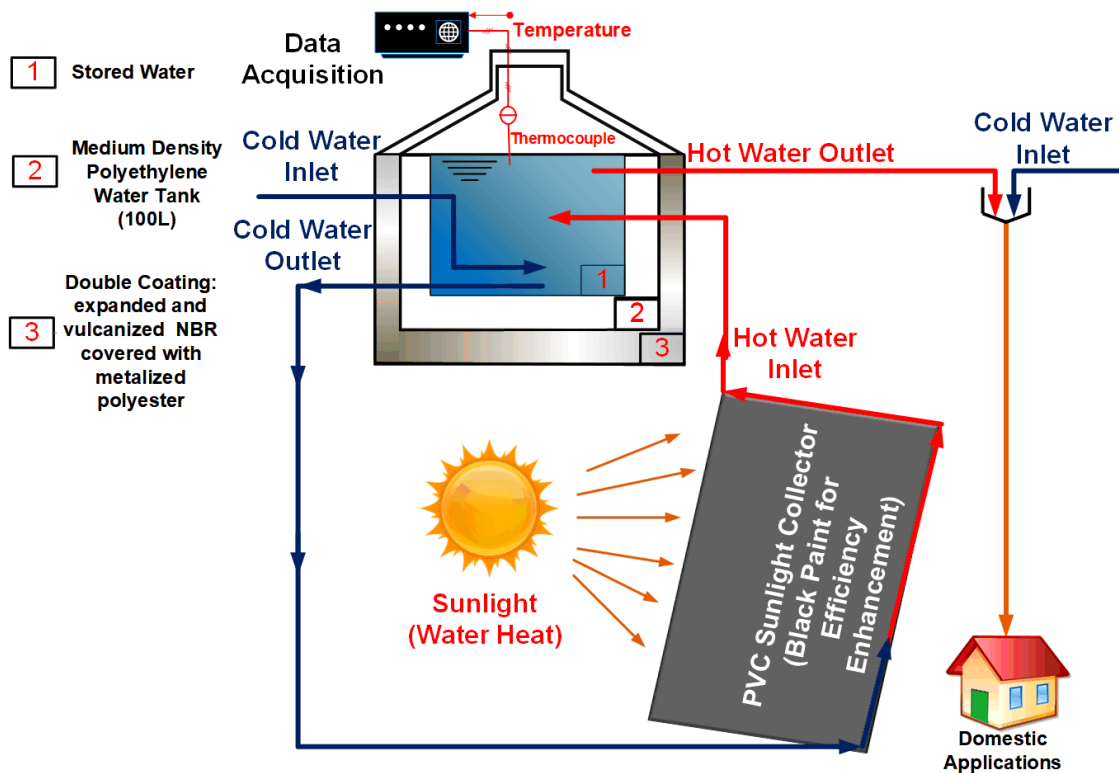 Data
Acquisition
Temperature
Thermocouple
1
Stored Water
2
Medium Density
Polyethylene
Water Tank
(100L)
3
Double Coating:
expanded and
vulcanized NBR
covered with
metalized
polyester
Cold Water
Inlet
Cold Water
Outlet
1
2
3
Hot Water Outlet
Cold Water
Inlet
Hot Water
Inlet
Sunlight
(Water Heat)
PVC Sunlight Collector
(Black Paint for
Efficiency
Enhancement)
Domestic
Applications